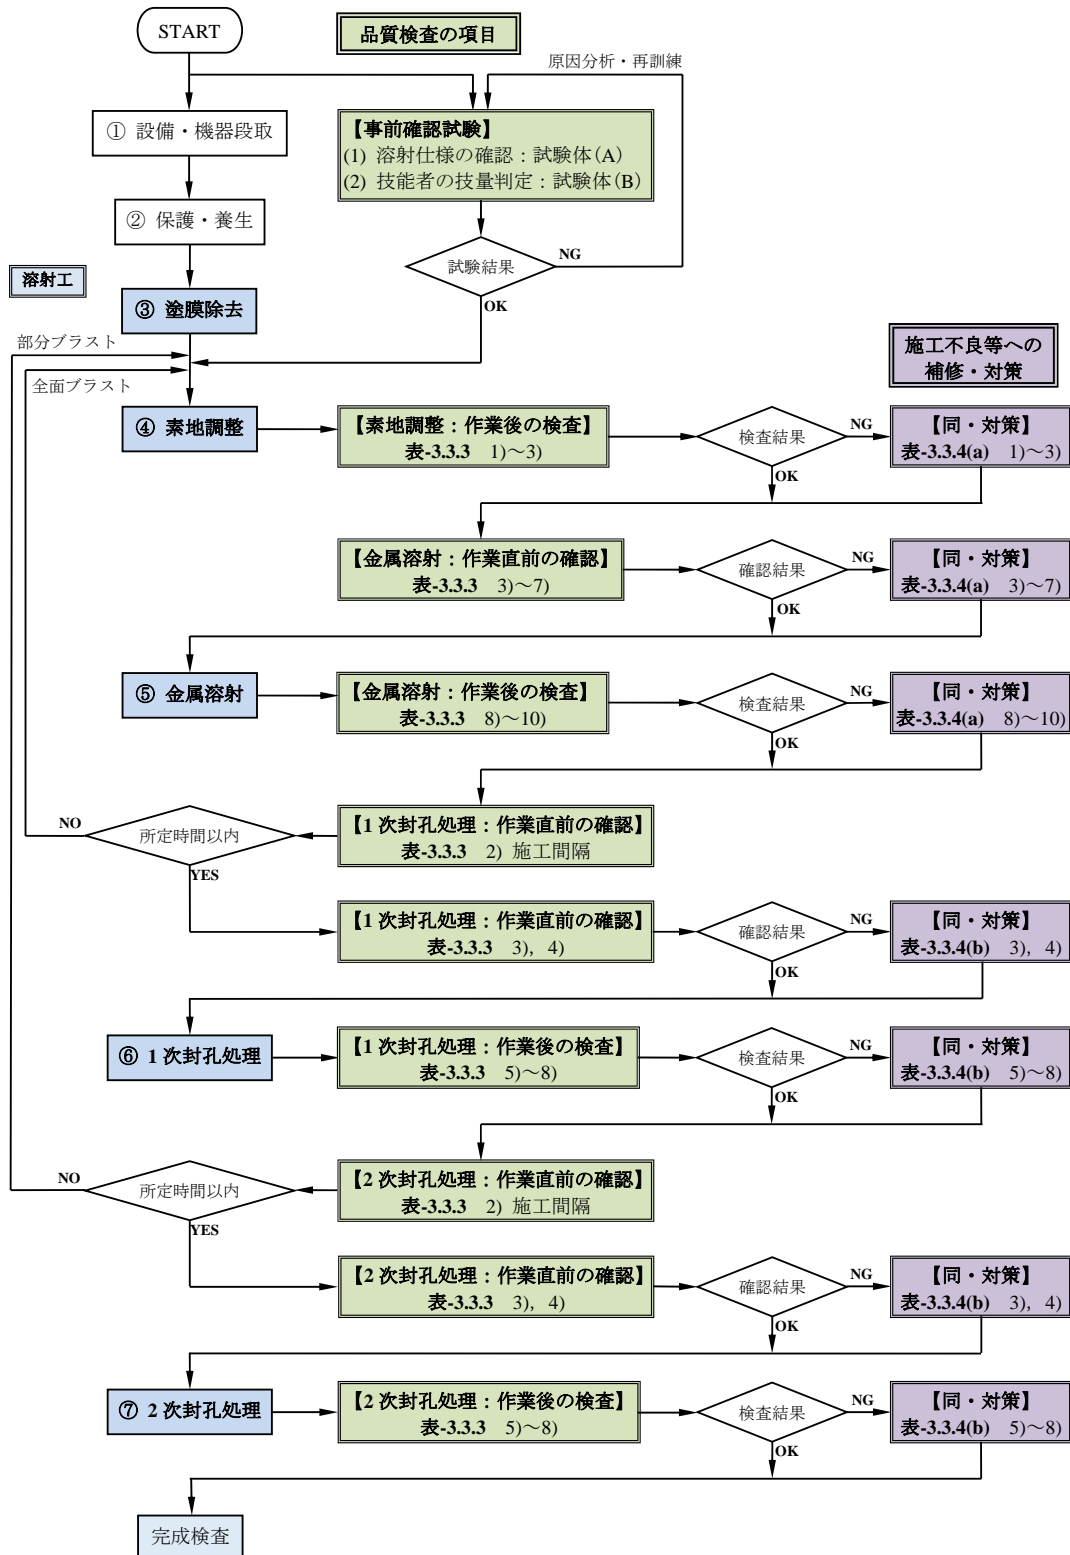 START
品質検査の項目
原因分析・再訓練
① 設備・機器段取
【事前確認試験】
(1) 溶射仕様の確認：試験体(A)
(2) 技能者の技量判定：試験体(B)
② 保護・養生
試験結果
NG
OK
溶射工
③ 塗膜除去
部分ブラスト
全面ブラスト
施工不良等への
補修・対策
④ 素地調整
【素地調整：作業後の検査】
表-3.3.3 1)～3)
検査結果
NG
OK
【同・対策】
表-3.3.4(a) 1)～3)
【金属溶射：作業直前の確認】
表-3.3.3 3)～7)
確認結果
NG
OK
【同・対策】
表-3.3.4(a) 3)～7)
⑤ 金属溶射
【金属溶射：作業後の検査】
表-3.3.3 8)～10)
検査結果
NG
OK
【同・対策】
表-3.3.4(a) 8)～10)
NO
所定時間以内
YES
【1次封孔処理：作業直前の確認】
表-3.3.3 2) 施工間隔
【1次封孔処理：作業直前の確認】
表-3.3.3 3), 4)
確認結果
NG
OK
【同・対策】
表-3.3.4(b) 3), 4)
⑥ 1次封孔処理
【1次封孔処理：作業後の検査】
表-3.3.3 5)～8)
検査結果
NG
OK
【同・対策】
表-3.3.4(b) 5)～8)
NO
所定時間以内
YES
【2次封孔処理：作業直前の確認】
表-3.3.3 2) 施工間隔
【2次封孔処理：作業直前の確認】
表-3.3.3 3), 4)
確認結果
NG
OK
【同・対策】
表-3.3.4(b) 3), 4)
⑦ 2次封孔処理
【2次封孔処理：作業後の検査】
表-3.3.3 5)～8)
検査結果
NG
OK
【同・対策】
表-3.3.4(b) 5)～8)
完成検査